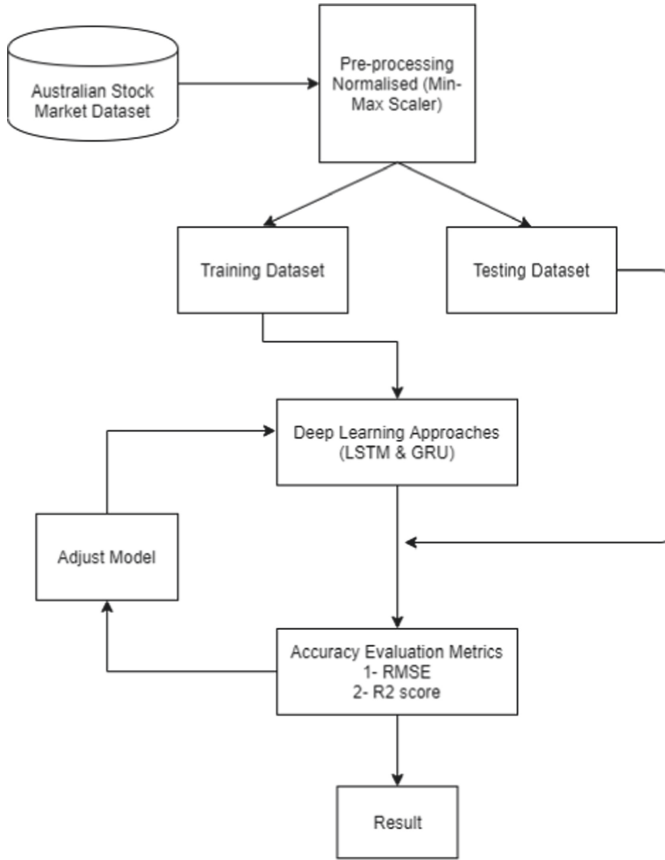 Australian Stock
Market Dataset
Pre-processing
Normalised (Min-
Max Scaler)
Training Dataset
Testing Dataset
Deep Learning Approaches
(LSTM & GRU)
Adjust Model
Accuracy Evaluation Metrics
1- RMSE
2- R2 score
Result